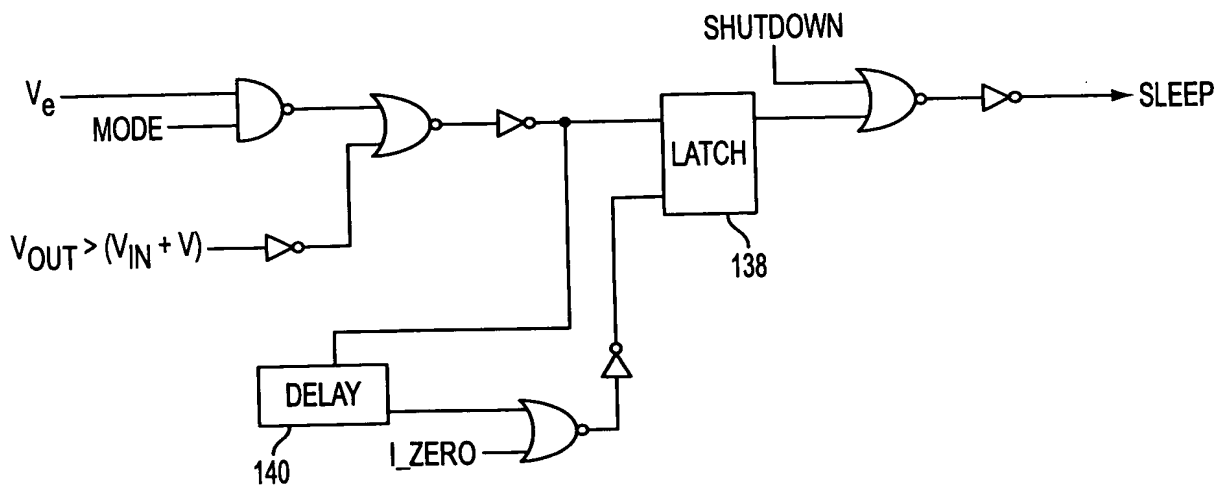 SHUTDOWN
Ve
MODE
SLEEP
LATCH
VOUT > (VIN + V)
138
DELAY
I_ZERO
140